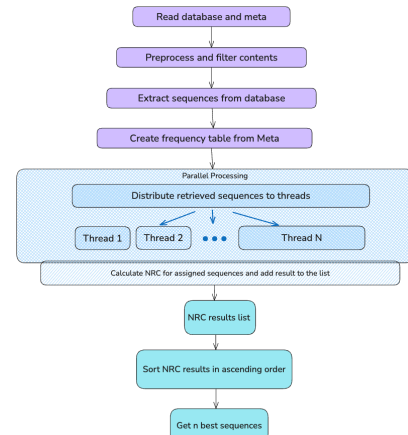 Read database and meta
Preprocess and filter contents
Extract sequences from database
Create frequency table from Meta
Parallel Processing
Distribute retrieved sequences to threads
Thread 1
Thread 2
Thread N
Calculate NRC for assigned sequences and add result to the list
NRC results list
Sort NRC results in ascending order
Get n best sequences